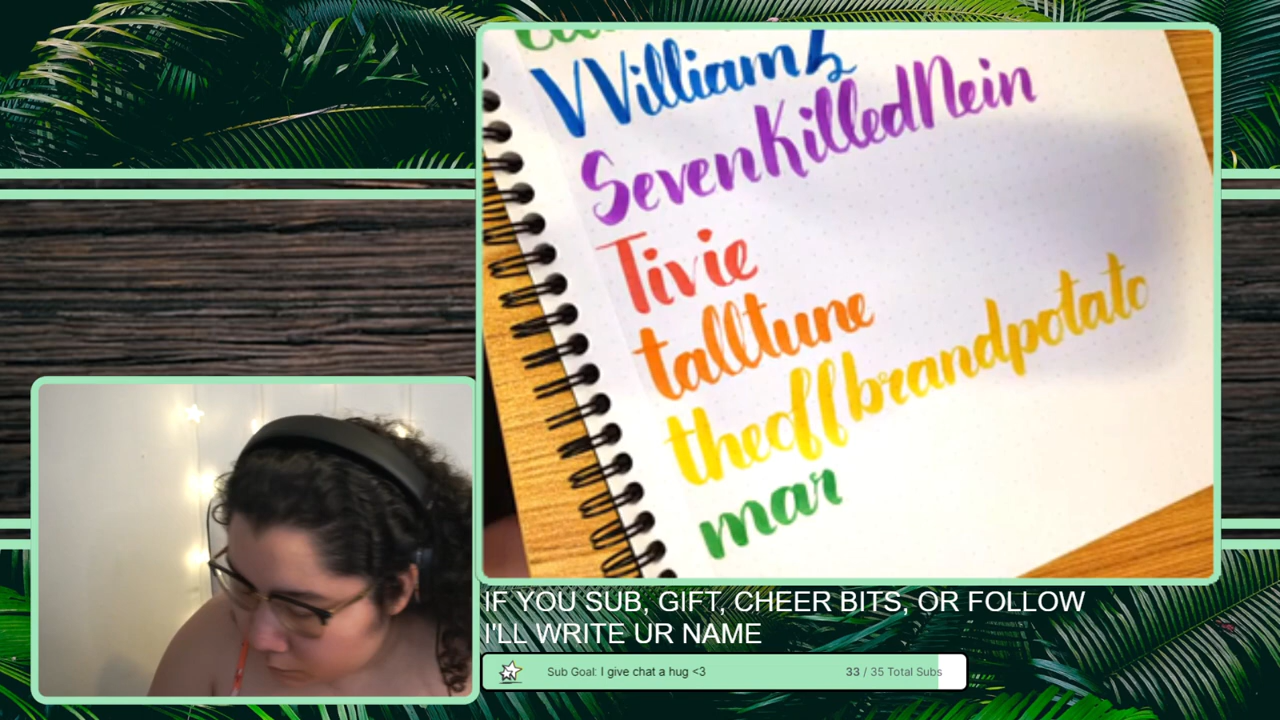 VVilliamZ
SevenKilledNein
Tivie
talltune
theoffbrandpotato
mar
IF YOU SUB, GIFT, CHEER BITS, OR FOLLOW
I'LL WRITE UR NAME
Sub Goal: I give chat a hug <3 33 / 35 Total Subs